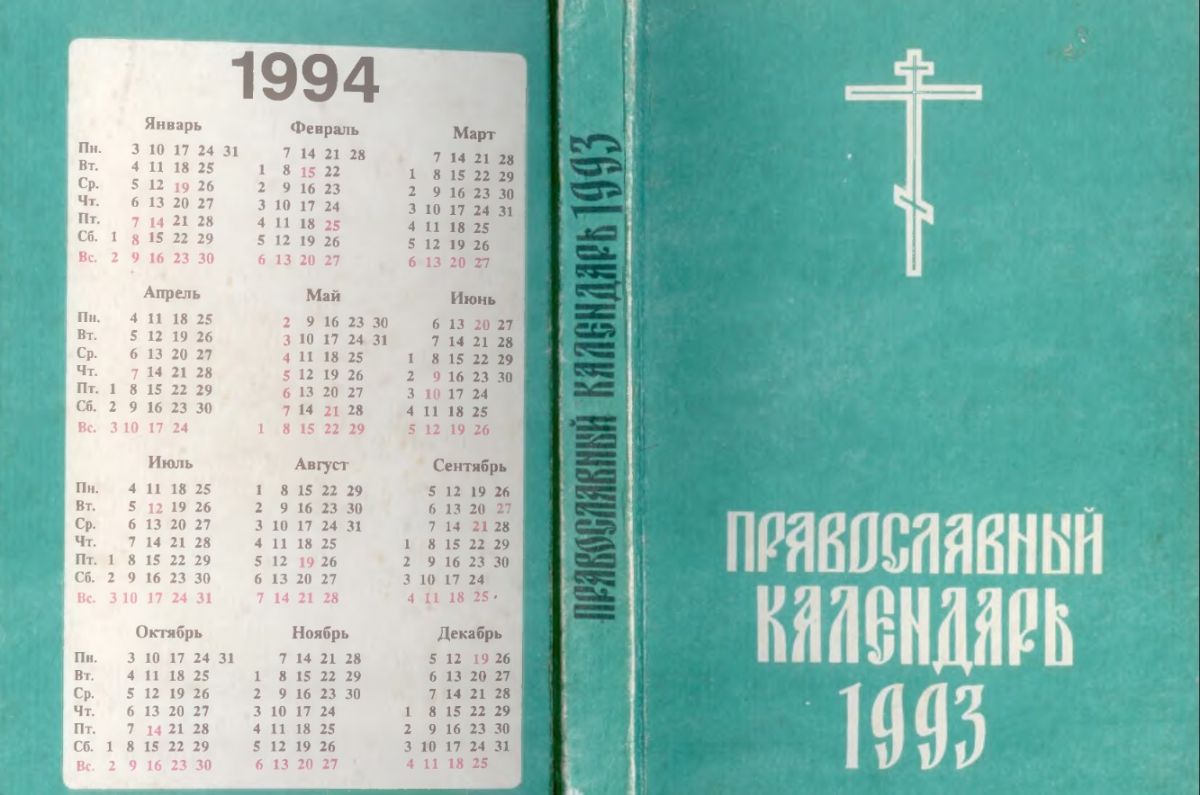 1994
Январь Февраль Март
Пн. 3 10 17 24 31 7 14 21 28 7 14 21 28
Вт. 4 11 18 25 1 8 15 22 1 8 15 22 29
Ср. 5 12 19 26 2 9 16 23 2 9 16 23 30
Чт. 6 13 20 27 3 10 17 24 3 10 17 24 31
Пт. 7 14 21 28 4 11 18 25 4 11 18 25
Сб. 1 8 15 22 29 5 12 19 26 5 12 19 26
Вс. 2 9 16 23 30 6 13 20 27 6 13 20 27
Апрель Май Июнь
Пн. 4 11 18 25 2 9 16 23 30 6 13 20 27
Вт. 5 12 19 26 3 10 17 24 31 7 14 21 28
Ср. 6 13 20 27 4 11 18 25 1 8 15 22 29
Чт. 7 14 21 28 5 12 19 26 2 9 16 23 30
Пт. 1 8 15 22 29 6 13 20 27 3 10 17 24
Сб. 2 9 16 23 30 7 14 21 28 4 11 18 25
Вс. 3 10 17 24 1 8 15 22 29 5 12 19 26
Июль Август Сентябрь
Пн. 4 11 18 25 1 8 15 22 29 5 12 19 26
Вт. 5 12 19 26 2 9 16 23 30 6 13 20 27
Ср. 6 13 20 27 3 10 17 24 31 7 14 21 28
Чт. 7 14 21 28 4 11 18 25 1 8 15 22 29
Пт. 1 8 15 22 29 5 12 19 26 2 9 16 23 30
Сб. 2 9 16 23 30 6 13 20 27 3 10 17 24
Вс. 3 10 17 24 31 7 14 21 28 4 11 18 25
Октябрь Ноябрь Декабрь
Пн. 3 10 17 24 31 7 14 21 28 5 12 19 26
Вт. 4 11 18 25 1 8 15 22 29 6 13 20 27
Ср. 5 12 19 26 2 9 16 23 30 7 14 21 28
Чт. 6 13 20 27 3 10 17 24 1 8 15 22 29
Пт. 7 14 21 28 4 11 18 25 2 9 16 23 30
Сб. 1 8 15 22 29 5 12 19 26 3 10 17 24 31
Вс. 2 9 16 23 30 6 13 20 27 4 11 18 25
ПРАВОСЛАВНЫЙ КАЛЕНДАРЬ 1993
ПРАВОСЛАВНЫЙ
КАЛЕНДАРЬ
1993